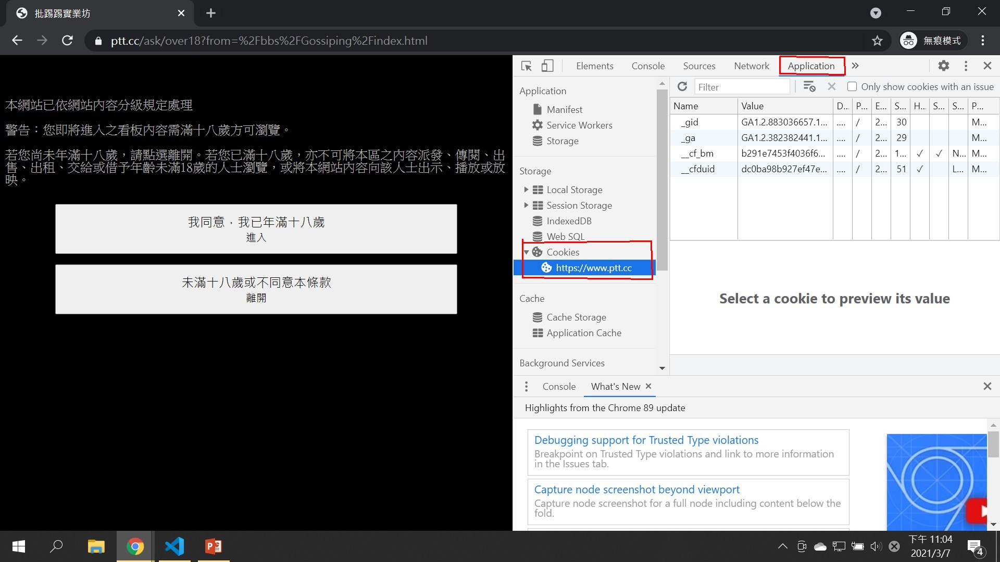 批踢踢實業坊
ptt.cc/ask/over18?from=%2Fbbs%2FGossiping%2Findex.html
無痕模式
本網站已依網站內容分級規定處理
警告：您即將進入之看板內容需滿十八歲方可瀏覽。
若您尚未年滿十八歲，請點選離開。若您已滿十八歲，亦不可將本區之內容派發、傳閱、出
售、出租、交給或借予年齡未滿18歲的人士瀏覽，或將本網站內容向該人士出示、播放或放
映。
我同意，我已年滿十八歲
進入
未滿十八歲或不同意本條款
離開
Elements Console Sources Network Application
Application
Manifest
Service Workers
Storage
Storage
Local Storage
Session Storage
IndexedDB
Web SQL
Cookies
https://www.ptt.cc
Cache
Cache Storage
Application Cache
Background Services
Filter
Only show cookies with an issue
Name Value D... P... E... S... H... S... S... P...
_gid GA1.2.883036657.1... .... / 2... 30 M...
_ga GA1.2.382382441.1... .... / 2... 29 M...
__cf_bm b291e7453f4036f6... .... / 2... 1... ✓ ✓ N... M...
__cfduid dc0ba98b927ef47e... .... / 2... 51 ✓ L... M...
Select a cookie to preview its value
Console What's New
Highlights from the Chrome 89 update
Debugging support for Trusted Type violations
Breakpoint on Trusted Type violations and link to more information
in the Issues tab.
Capture node screenshot beyond viewport
Capture node screenshot for a full node including content below the
fold.
下午 11:04
2021/3/7
4